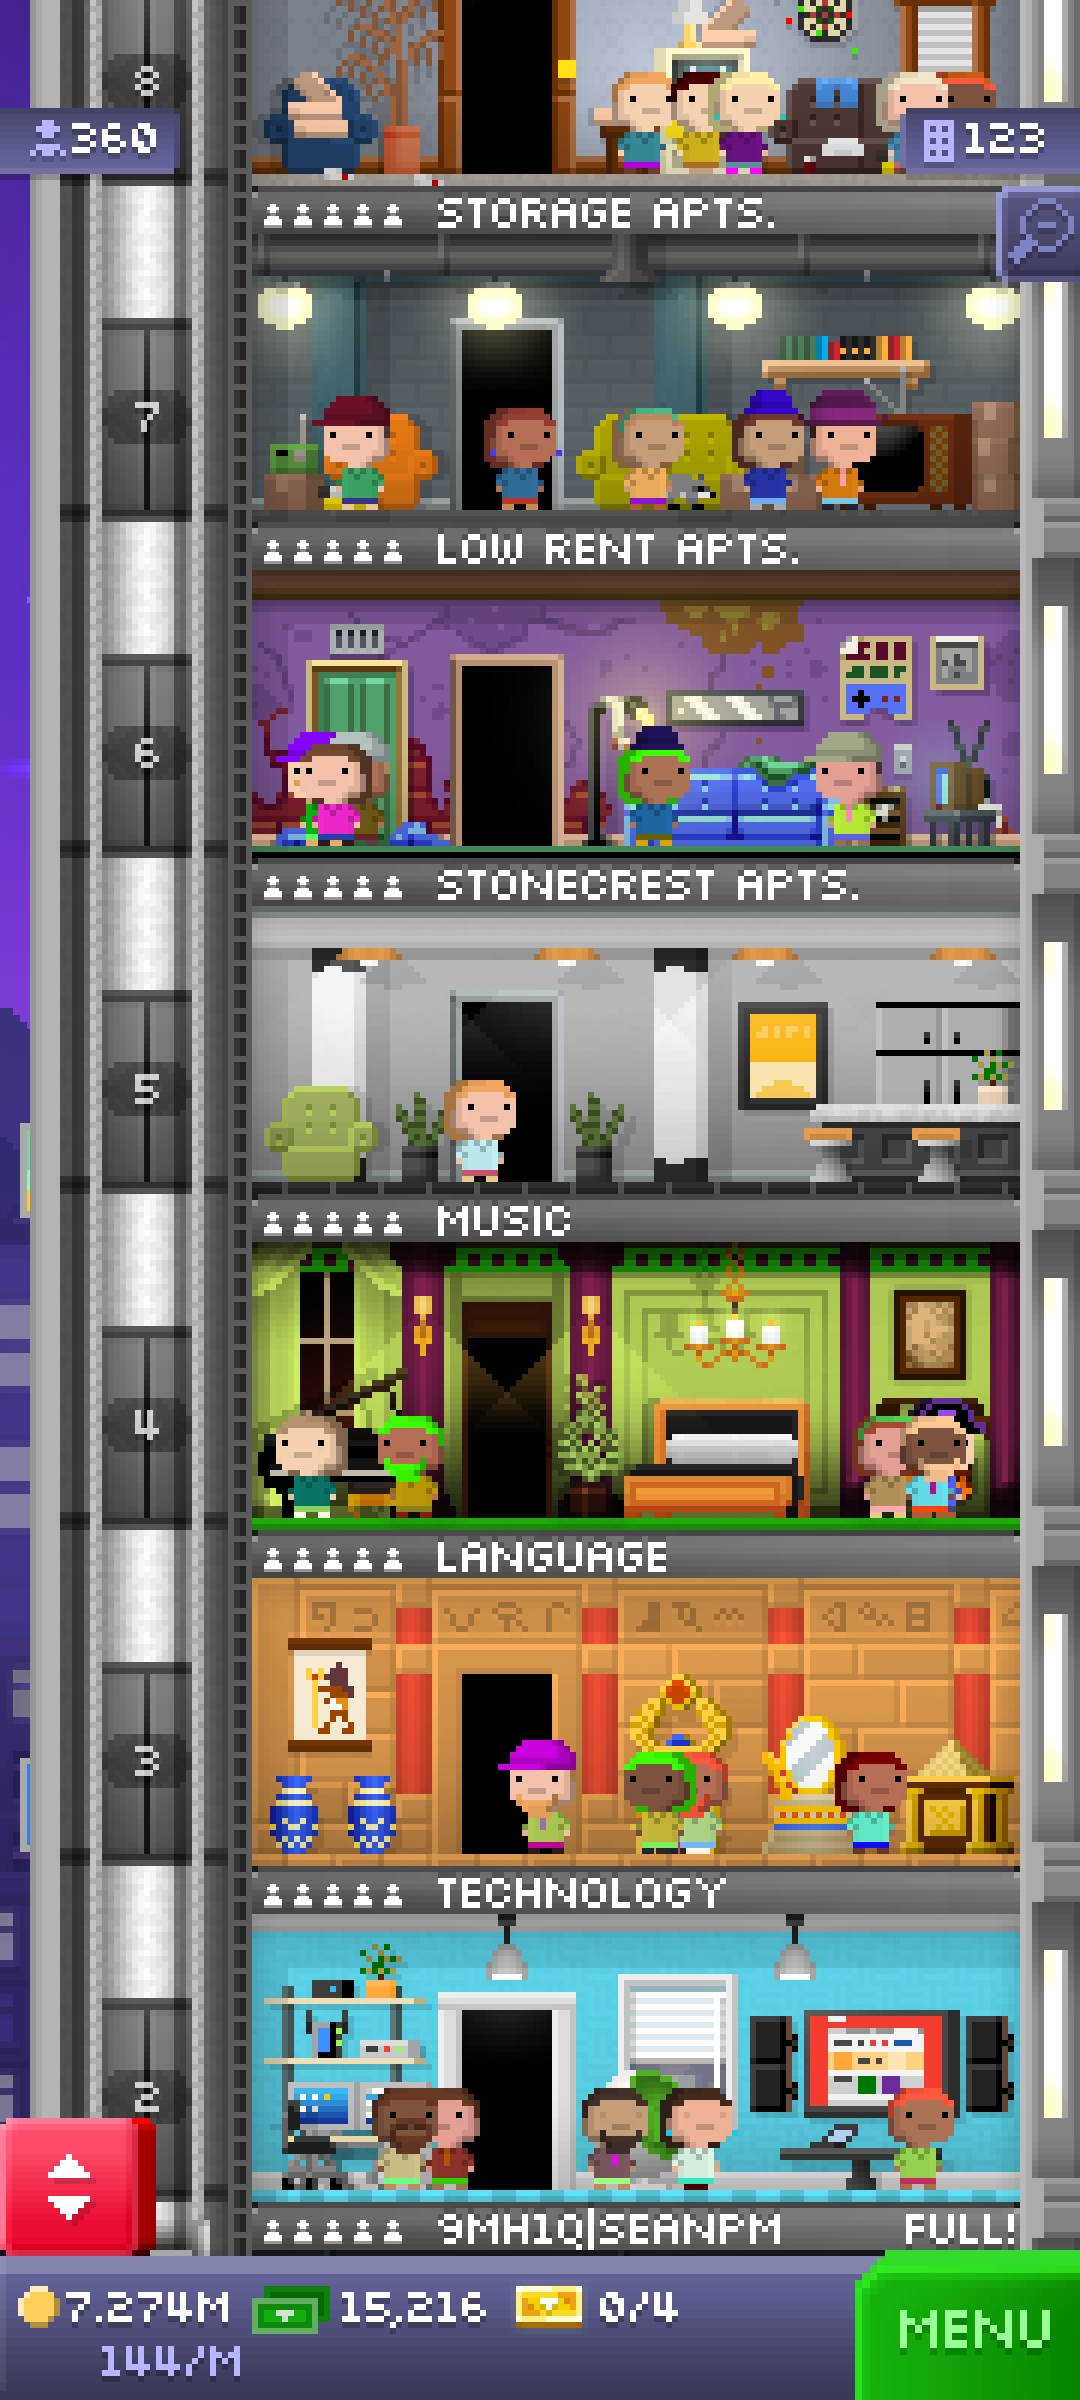 8
360
123
STORAGE APTS.
7
LOW RENT APTS.
6
STONECREST APTS.
5
MUSIC
4
LANGUAGE
3
TECHNOLOGY
2
9MH1Q|SEANPM FULL!
7.274M 15,216 0/4
144/M
MENU